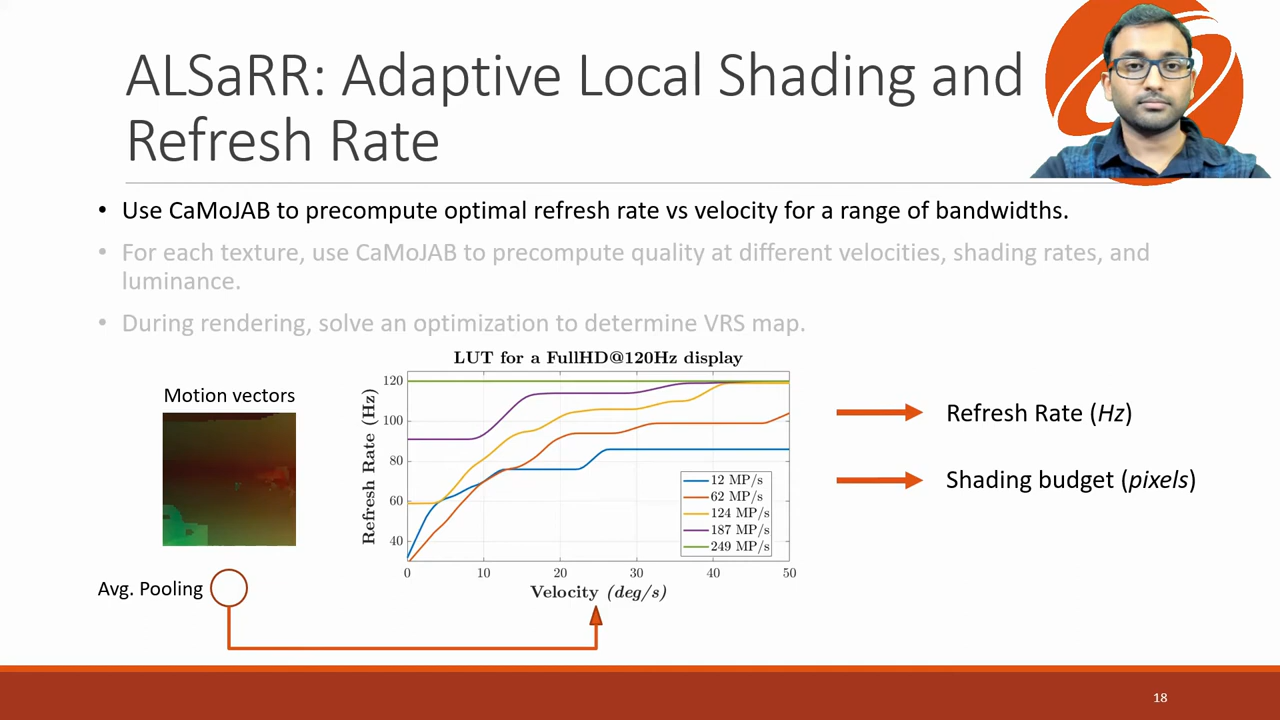 ALSaRR: Adaptive Local Shading and
Refresh Rate
• Use CaMoJAB to precompute optimal refresh rate vs velocity for a range of bandwidths.
• For each texture, use CaMoJAB to precompute quality at different velocities, shading rates, and
luminance.
• During rendering, solve an optimization to determine VRS map.
Motion vectors
Avg. Pooling
LUT for a FullHD@120Hz display
Refresh Rate (Hz)
120
100
80
60
40
0 10 20 30 40 50
Velocity (deg/s)
12 MP/s
62 MP/s
124 MP/s
187 MP/s
249 MP/s
Refresh Rate (Hz)
Shading budget (pixels)
18